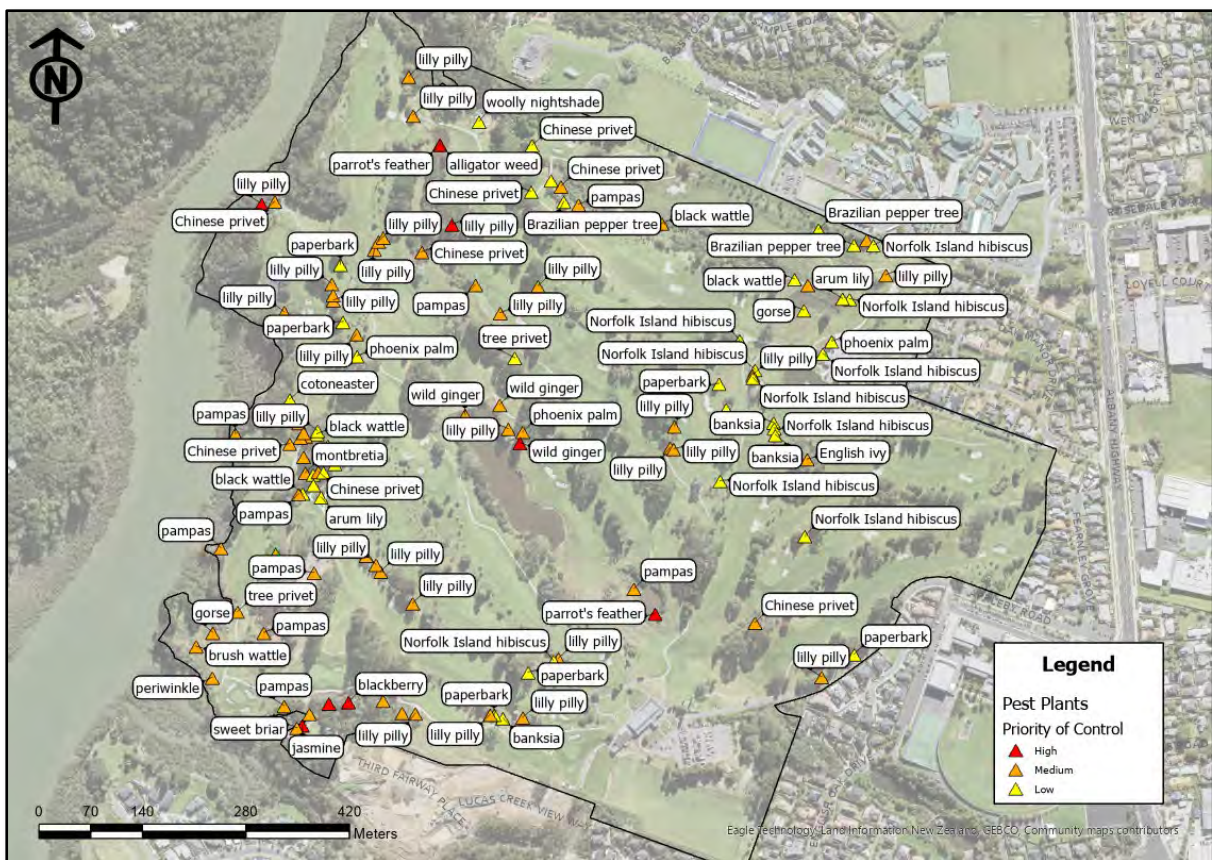 lilly pilly
lilly pilly
woolly nightshade
Chinese privet
parrot's feather
alligator weed
Chinese privet
lilly pilly
Chinese privet
pampas
Chinese privet
Brazilian pepper tree
lilly pilly
lilly pilly
Brazilian pepper tree
black wattle
paperbark
Chinese privet
Brazilian pepper tree
Norfolk Island hibiscus
lilly pilly
lilly pilly
lilly pilly
black wattle
arum lily
lilly pilly
lilly pilly
lilly pilly
pampas
lilly pilly
gorse
Norfolk Island hibiscus
paperbark
Norfolk Island hibiscus
tree privet
phoenix palm
lilly pilly
phoenix palm
Norfolk Island hibiscus
lilly pilly
Norfolk Island hibiscus
cotoneaster
wild ginger
wild ginger
paperbark
Norfolk Island hibiscus
pampas
lilly pilly
black wattle
phoenix palm
lilly pilly
lilly pilly
banksia
Norfolk Island hibiscus
Chinese privet
montbretia
wild ginger
lilly pilly
lilly pilly
banksia
English ivy
black wattle
Chinese privet
Norfolk Island hibiscus
pampas
arum lily
Norfolk Island hibiscus
pampas
lilly pilly
lilly pilly
pampas
pampas
tree privet
lilly pilly
gorse
parrot's feather
Chinese privet
pampas
Norfolk Island hibiscus
lilly pilly
paperbark
brush wattle
paperbark
lilly pilly
periwinkle
pampas
blackberry
paperbark
lilly pilly
sweet briar
lilly pilly
lilly pilly
banksia
jasmine
N
ROSEDALE ROAD
LOVELL COURT
ALBANY HIGHWAY
THIRD FAIRWAY PLACE
Legend
Pest Plants
Priority of Control
High
Medium
Low
0 70 140 280 420
Meters
Eagle Technology, Land Information New Zealand, GEBCO, Community maps contributors